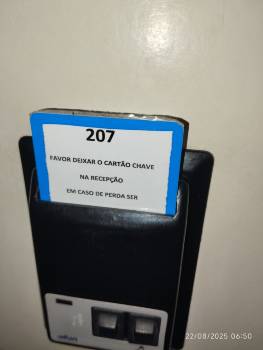 207
FAVOR DEIXAR O CARTÃO CHAVE
NA RECEPÇÃO
EM CASO DE PERDA SER
22/08/2025 06:50